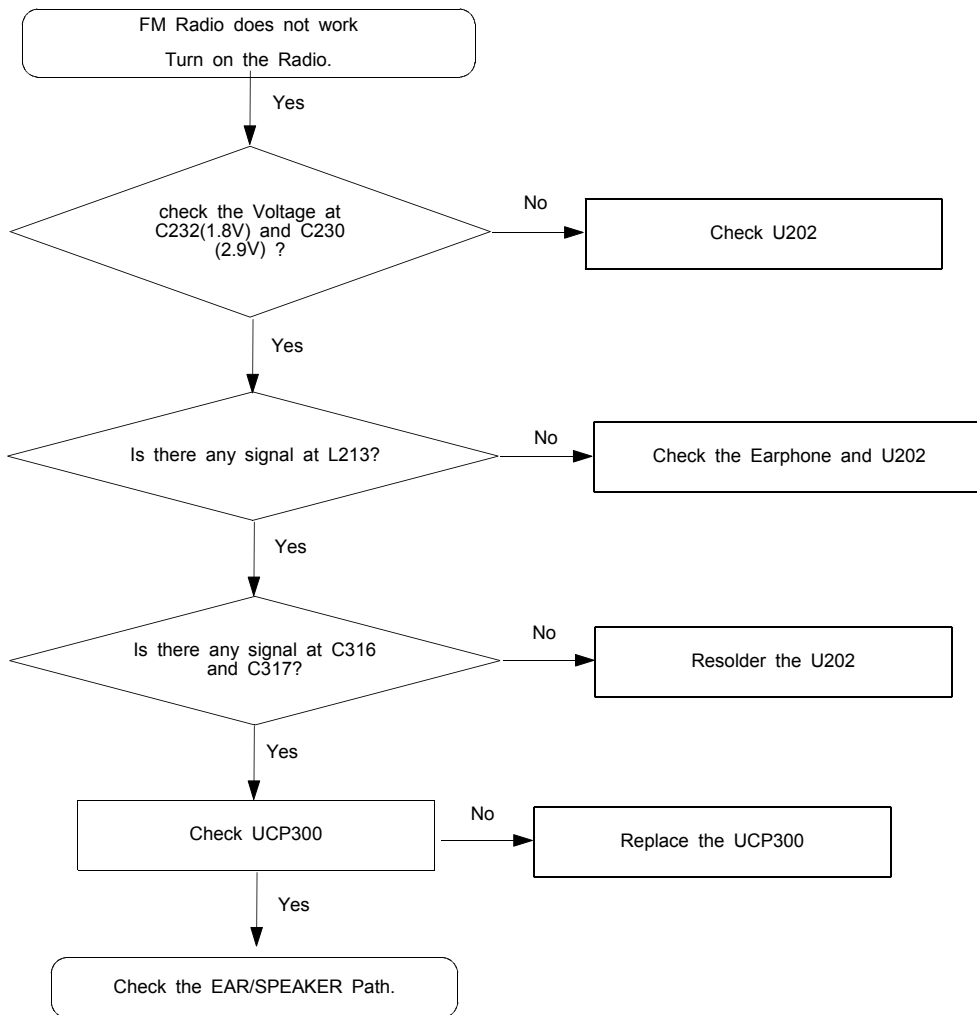 FM Radio does not work
Turn on the Radio.
Yes
check the Voltage at
C232(1.8V) and C230
(2.9V) ?
No
Check U202
Yes
Is there any signal at L213?
No
Check the Earphone and U202
Yes
Is there any signal at C316
and C317?
No
Resolder the U202
Yes
Check UCP300
No
Replace the UCP300
Yes
Check the EAR/SPEAKER Path.